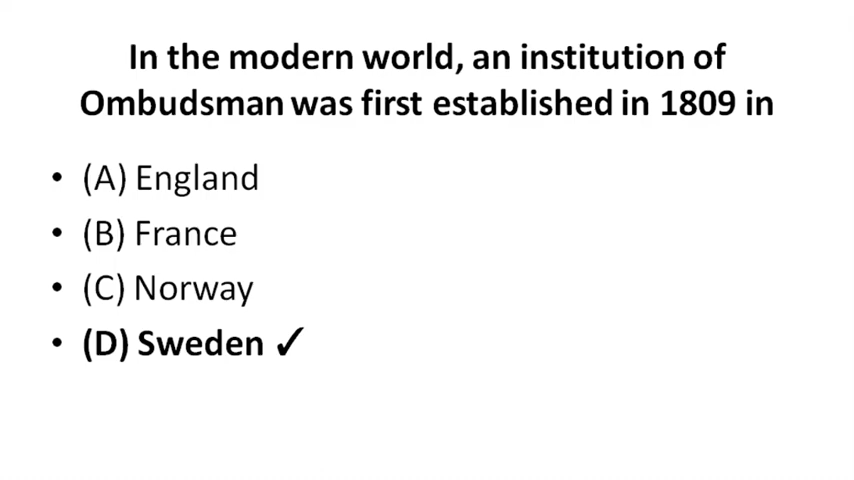 In the modern world, an institution of
Ombudsman was first established in 1809 in
• (A) England
• (B) France
• (C) Norway
• (D) Sweden ✓